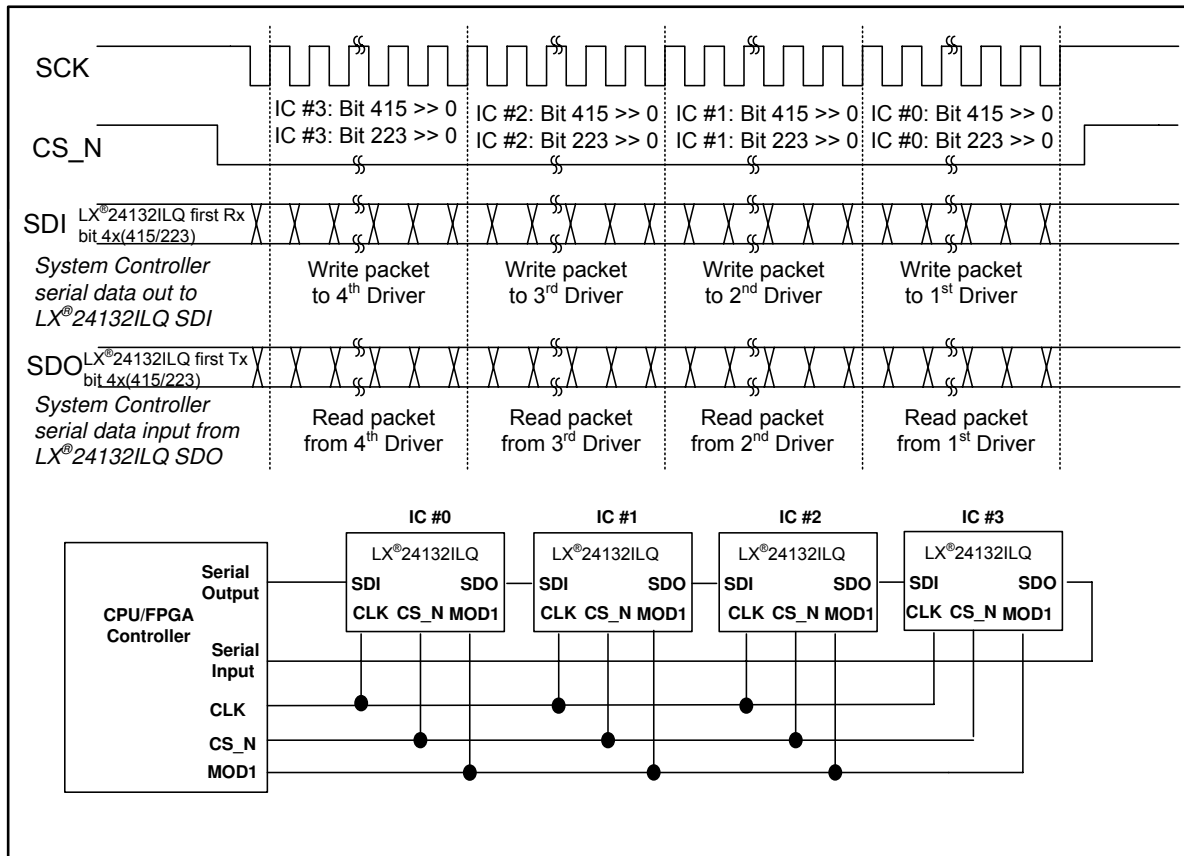 SCK
IC #3: Bit 415 >> 0
IC #3: Bit 223 >> 0
IC #2: Bit 415 >> 0
IC #2: Bit 223 >> 0
IC #1: Bit 415 >> 0
IC #1: Bit 223 >> 0
IC #0: Bit 415 >> 0
IC #0: Bit 223 >> 0
CS_N
SDI
LX®24132ILQ first Rx
bit 4x(415/223)
System Controller
serial data out to
LX®24132ILQ SDI
Write packet
to 4th Driver
Write packet
to 3rd Driver
Write packet
to 2nd Driver
Write packet
to 1st Driver
SDO
LX®24132ILQ first Tx
bit 4x(415/223)
System Controller
serial data input from
LX®24132ILQ SDO
Read packet
from 4th Driver
Read packet
from 3rd Driver
Read packet
from 2nd Driver
Read packet
from 1st Driver
CPU/FPGA
Controller
Serial
Output
Serial
Input
CLK
CS_N
MOD1
IC #0
LX®24132ILQ
SDI SDO
CLK CS_N MOD1
IC #1
LX®24132ILQ
SDI SDO
CLK CS_N MOD1
IC #2
LX®24132ILQ
SDI SDO
CLK CS_N MOD1
IC #3
LX®24132ILQ
SDI SDO
CLK CS_N MOD1